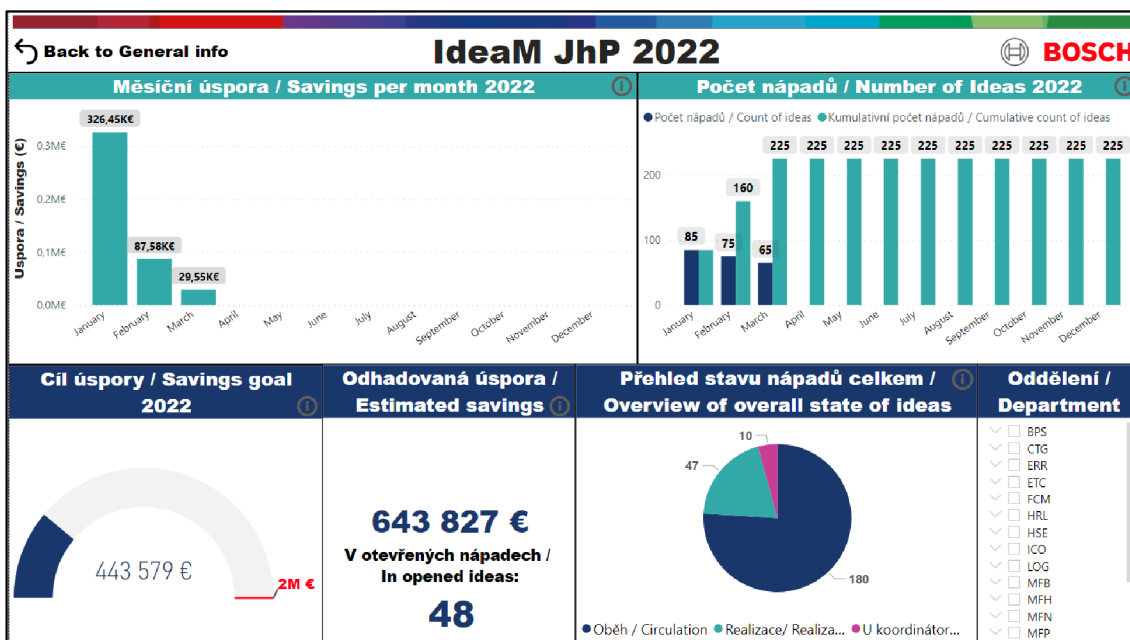 Back to General info
IdeaM JhP 2022
BOSCH
Měsíční úspora / Savings per month 2022
Uspora / Savings (€)
0,3M€
0,2M€
0,1M€
0,0M€
326,45K€
87,58K€
29,55K€
January
February
March
April
May
June
July
August
September
October
November
December
Počet nápadů / Number of Ideas 2022
Počet nápadů / Count of ideas
Kumulativní počet nápadů / Cumulative count of ideas
200
100
0
85
75
160
65
225
225
225
225
225
225
225
225
225
225
January
February
March
April
May
June
July
August
September
October
November
December
Cíl úspory / Savings goal
2022
443 579 €
2M €
Odhadovaná úspora /
Estimated savings
643 827 €
V otevřených nápadech /
In opened ideas:
48
Přehled stavu nápadů celkem /
Overview of overall state of ideas
10
47
180
Oběh / Circulation
Realizace/ Realiza...
U koordinátor...
Oddělení /
Department
BPS
CTG
ERR
ETC
FCM
HRL
HSE
ICO
LOG
MFB
MFH
MFN
MFP